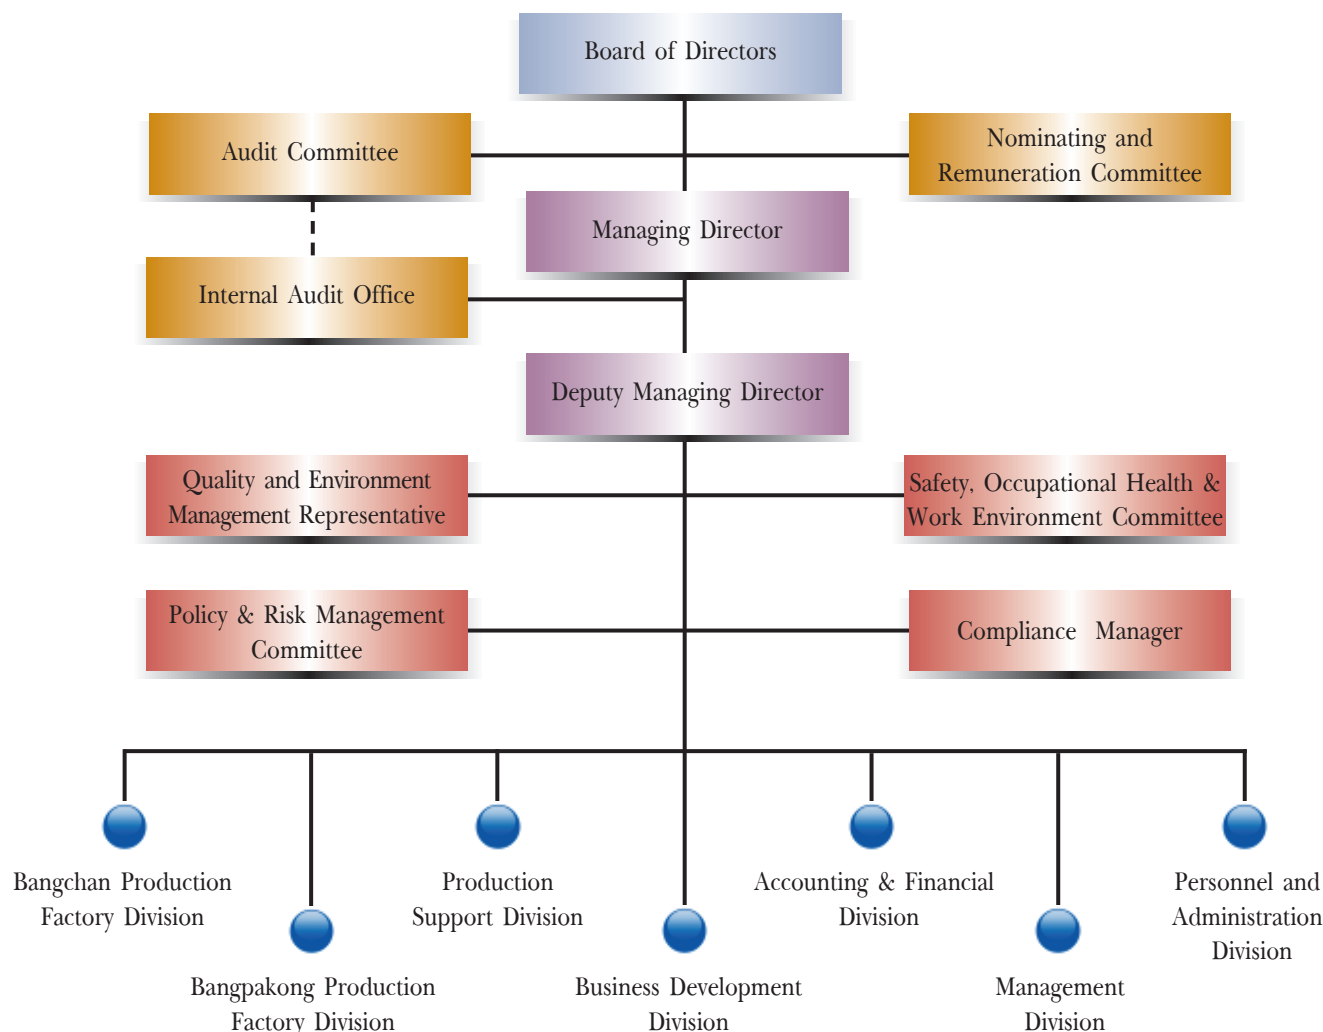 Board of Directors
Audit Committee
Nominating and
Remuneration Committee
Managing Director
Internal Audit Office
Deputy Managing Director
Quality and Environment
Management Representative
Safety, Occupational Health &
Work Environment Committee
Policy & Risk Management
Committee
Compliance Manager
Bangchan Production
Factory Division
Production
Support Division
Accounting & Financial
Division
Personnel and
Administration
Division
Bangpakong Production
Factory Division
Business Development
Division
Management
Division